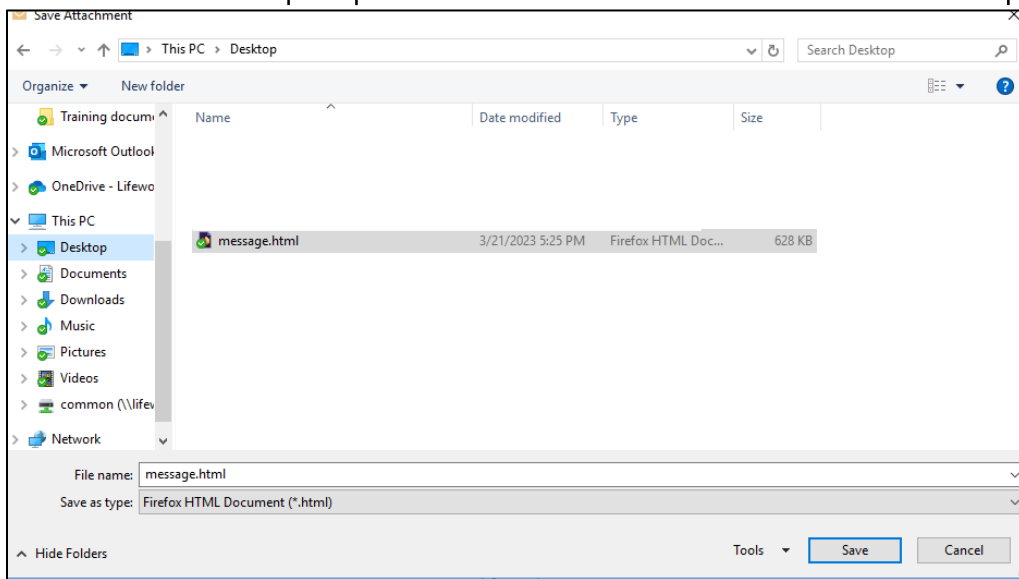 Save Attachment
This PC > Desktop
Search Desktop
Organize
New folder
Name
Date modified
Type
Size
Training docum
Microsoft Outlook
OneDrive - Lifewo
This PC
Desktop
message.html 3/21/2023 5:25 PM Firefox HTML Doc... 628 KB
Documents
Downloads
Music
Pictures
Videos
common (\\lifew
Network
File name: message.html
Save as type: Firefox HTML Document (*.html)
Hide Folders
Tools
Save
Cancel